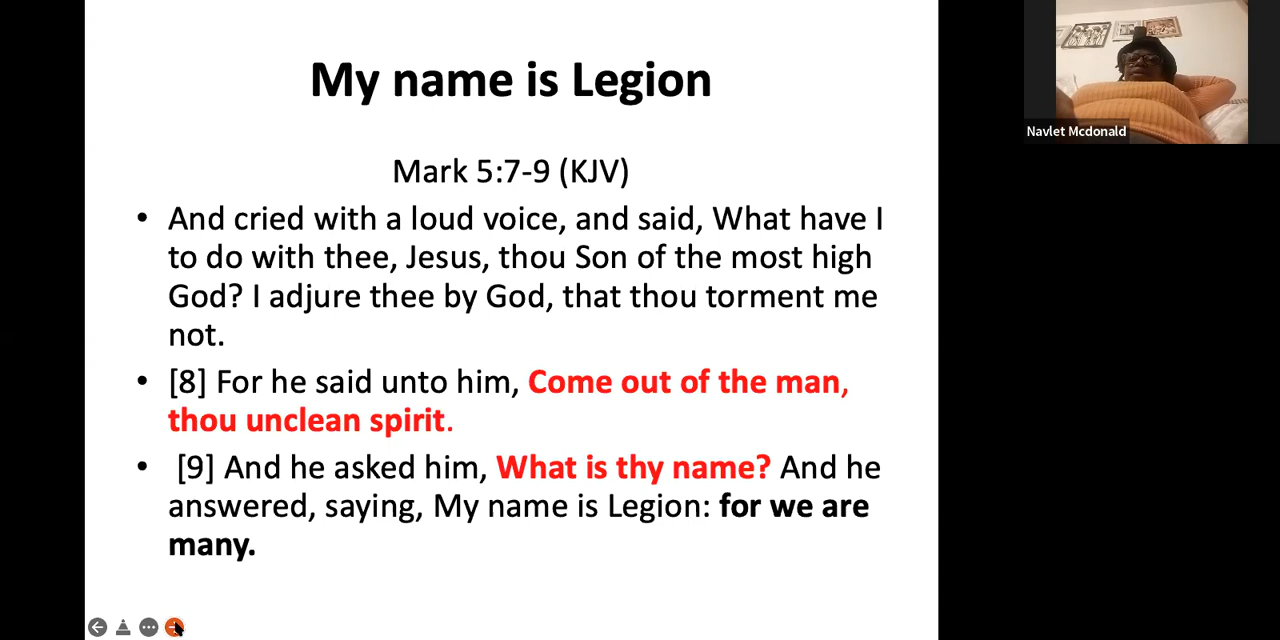 My name is Legion
Mark 5:7-9 (KJV)
• And cried with a loud voice, and said, What have I
to do with thee, Jesus, thou Son of the most high
God? I adjure thee by God, that thou torment me
not.
• [8] For he said unto him, Come out of the man,
thou unclean spirit.
• [9] And he asked him, What is thy name? And he
answered, saying, My name is Legion: for we are
many.
Navlet Mcdonald